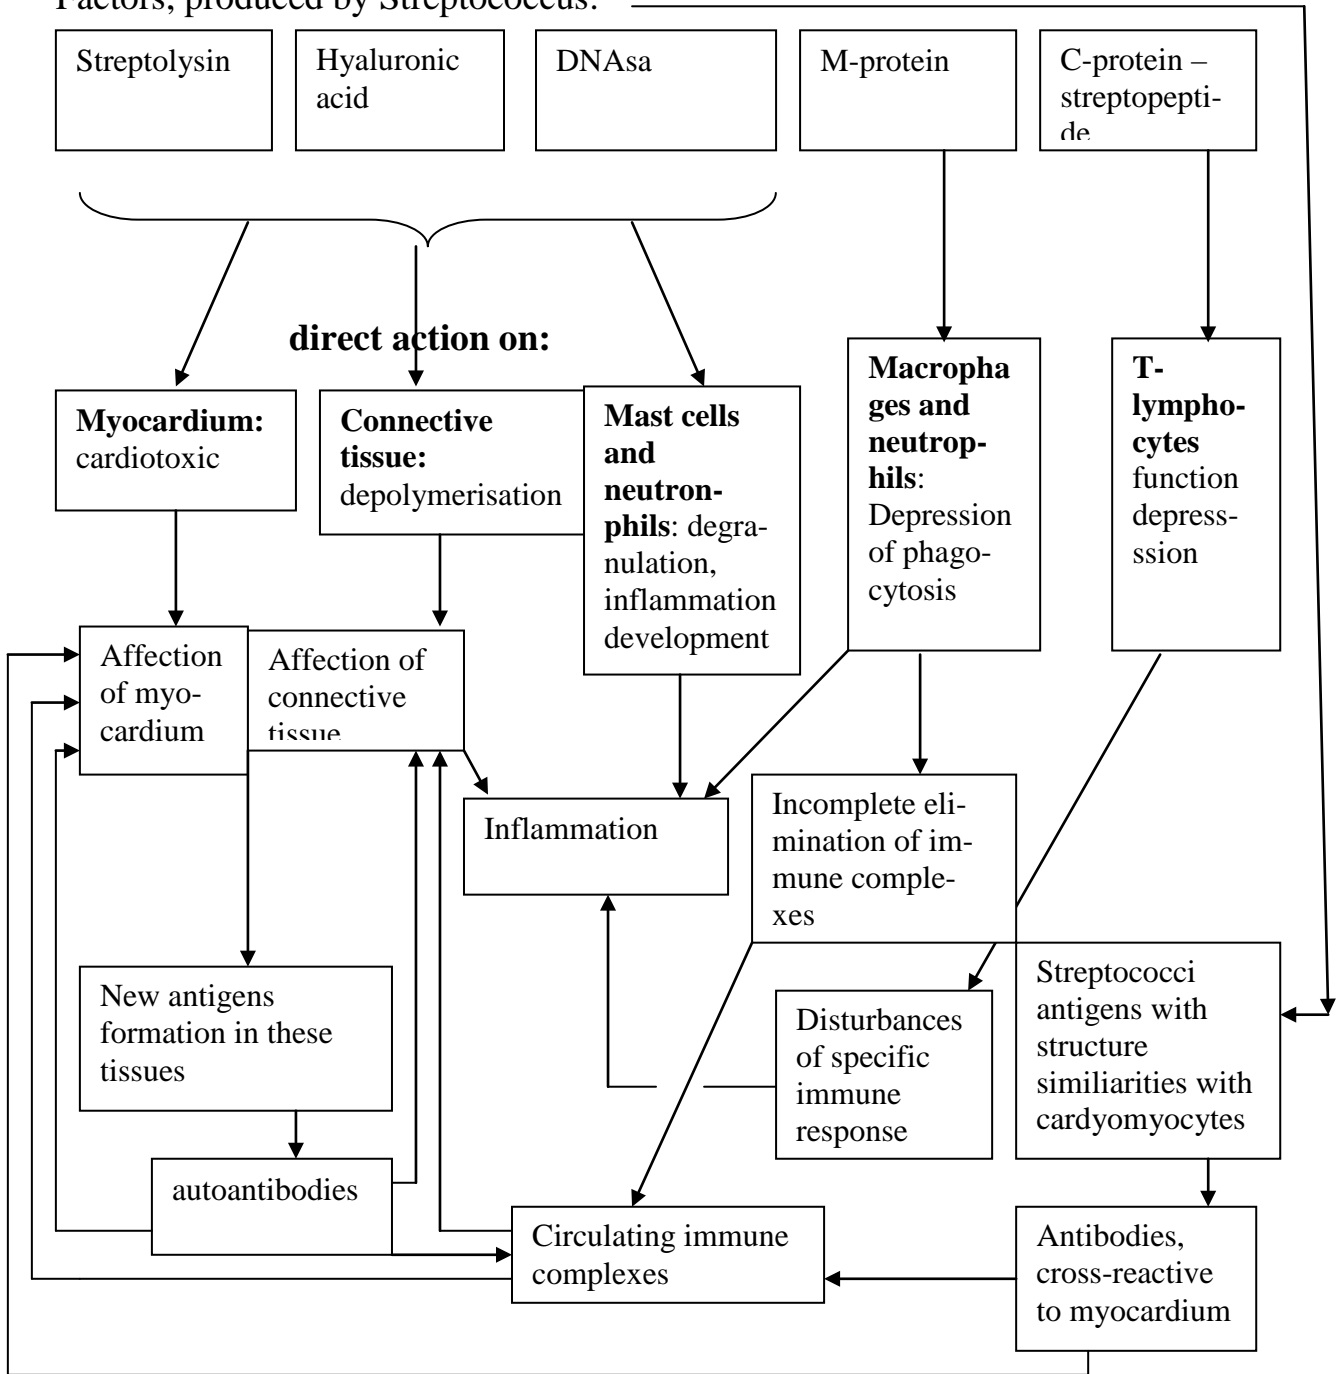 Factors, produced by Streptococcus:
Streptolysin
Hyaluronic
acid
DNAsa
M-protein
C-protein –
streptopepti-
de
direct action on:
Myocardium:
cardiotoxic
Connective
tissue:
depolymerisation
Mast cells
and
neutron-
phils: degra-
nulation,
inflammation
development
Macropha
ges and
neutrop-
hils:
Depression
of phago-
cytosis
T-
lympho-
cytes
function
depress-
ssion
Affection
of myo-
cardium
Affection of
connective
tissue
Inflammation
Incomplete eli-
mination of im-
mune comple-
xes
New antigens
formation in these
tissues
Disturbances
of specific
immune
response
Streptococci
antigens with
structure
similiarities with
cardyomyocytes
autoantibodies
Circulating immune
complexes
Antibodies,
cross-reactive
to myocardium